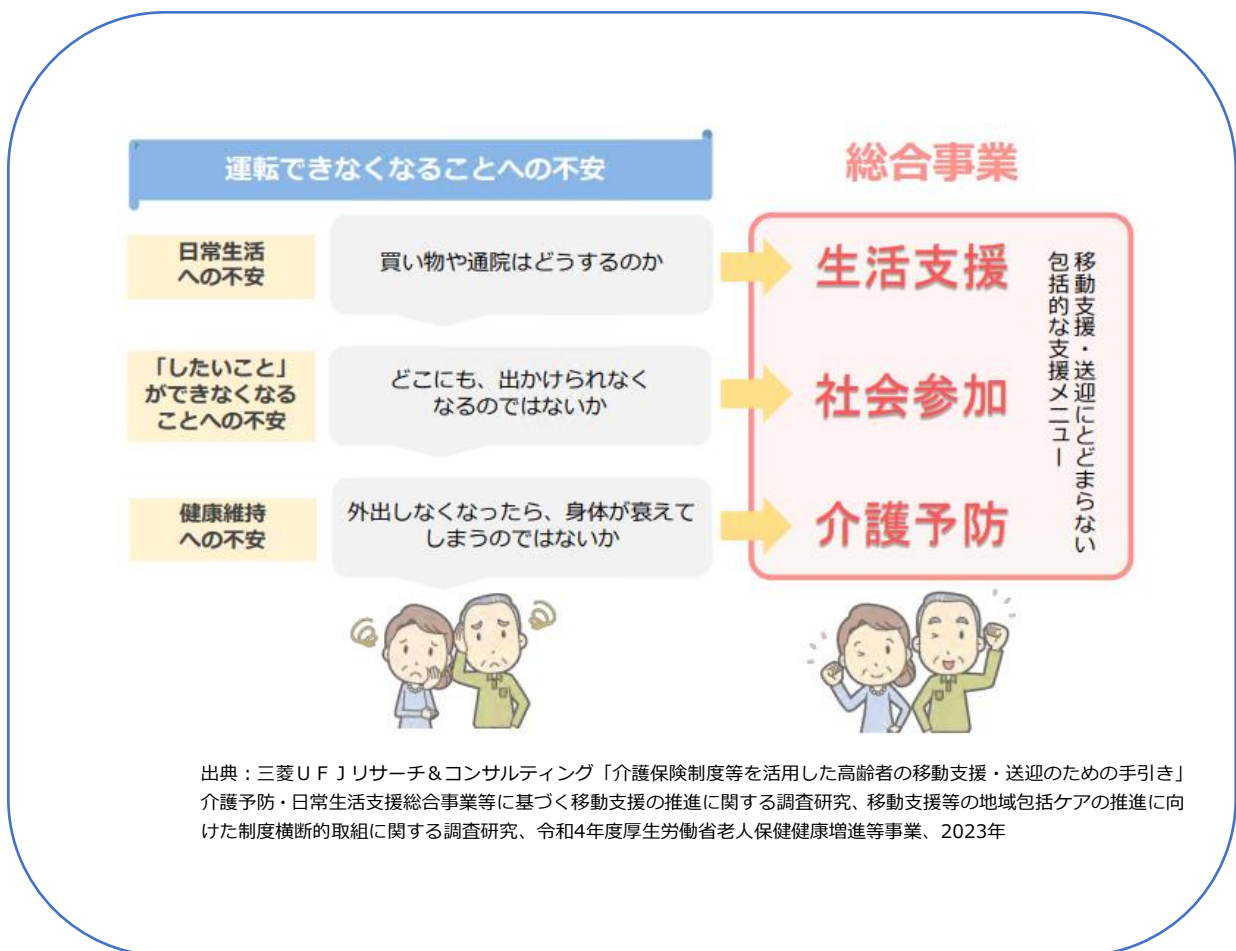 運転できなくなることへの不安
総合事業
日常生活
への不安
買い物や通院はどうするのか
生活支援
「したいこと」
ができなくなる
ことへの不安
どこにも、出かけられなく
なるのではないか
社会参加
健康維持
への不安
外出しなくなったら、身体が衰えて
しまうのではないか
介護予防
移動支援・送迎にとどまらない
包括的な支援メニュー
出典：三菱ＵＦＪリサーチ＆コンサルティング「介護保険制度等を活用した高齢者の移動支援・送迎のための手引き」
介護予防・日常生活支援総合事業等に基づく移動支援の推進に関する調査研究、移動支援等の地域包括ケアの推進に向
けた制度横断的取組に関する調査研究、令和4年度厚生労働省老人保健健康増進等事業、2023年